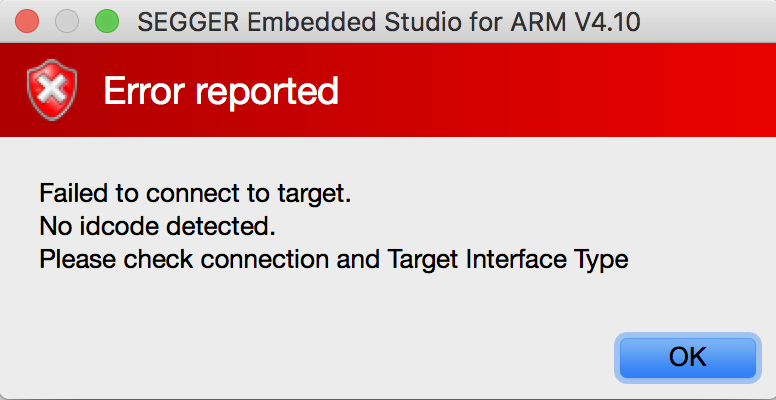 SEGGER Embedded Studio for ARM V4.10
Error reported
Failed to connect to target.
No idcode detected.
Please check connection and Target Interface Type
OK